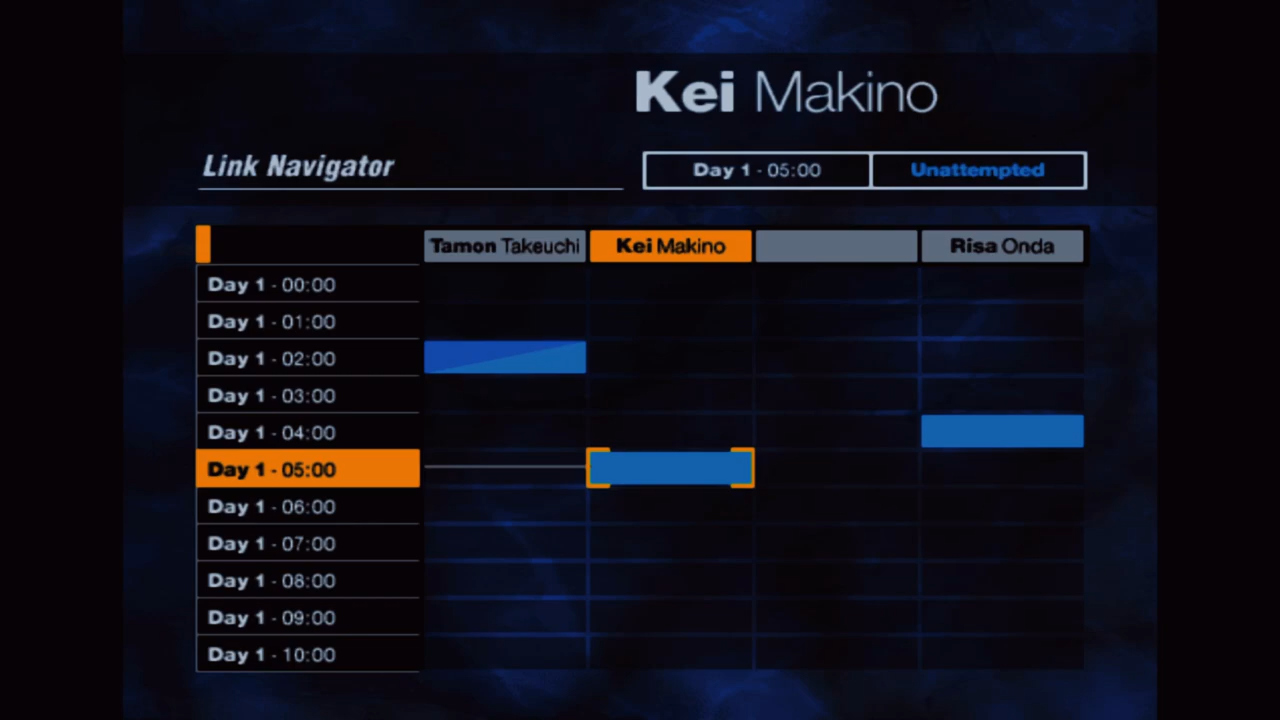 Kei Makino
Link Navigator
Day 1 - 05:00 Unattempted
Tamon Takeuchi Kei Makino Risa Onda
Day 1 - 00:00
Day 1 - 01:00
Day 1 - 02:00
Day 1 - 03:00
Day 1 - 04:00
Day 1 - 05:00
Day 1 - 06:00
Day 1 - 07:00
Day 1 - 08:00
Day 1 - 09:00
Day 1 - 10:00